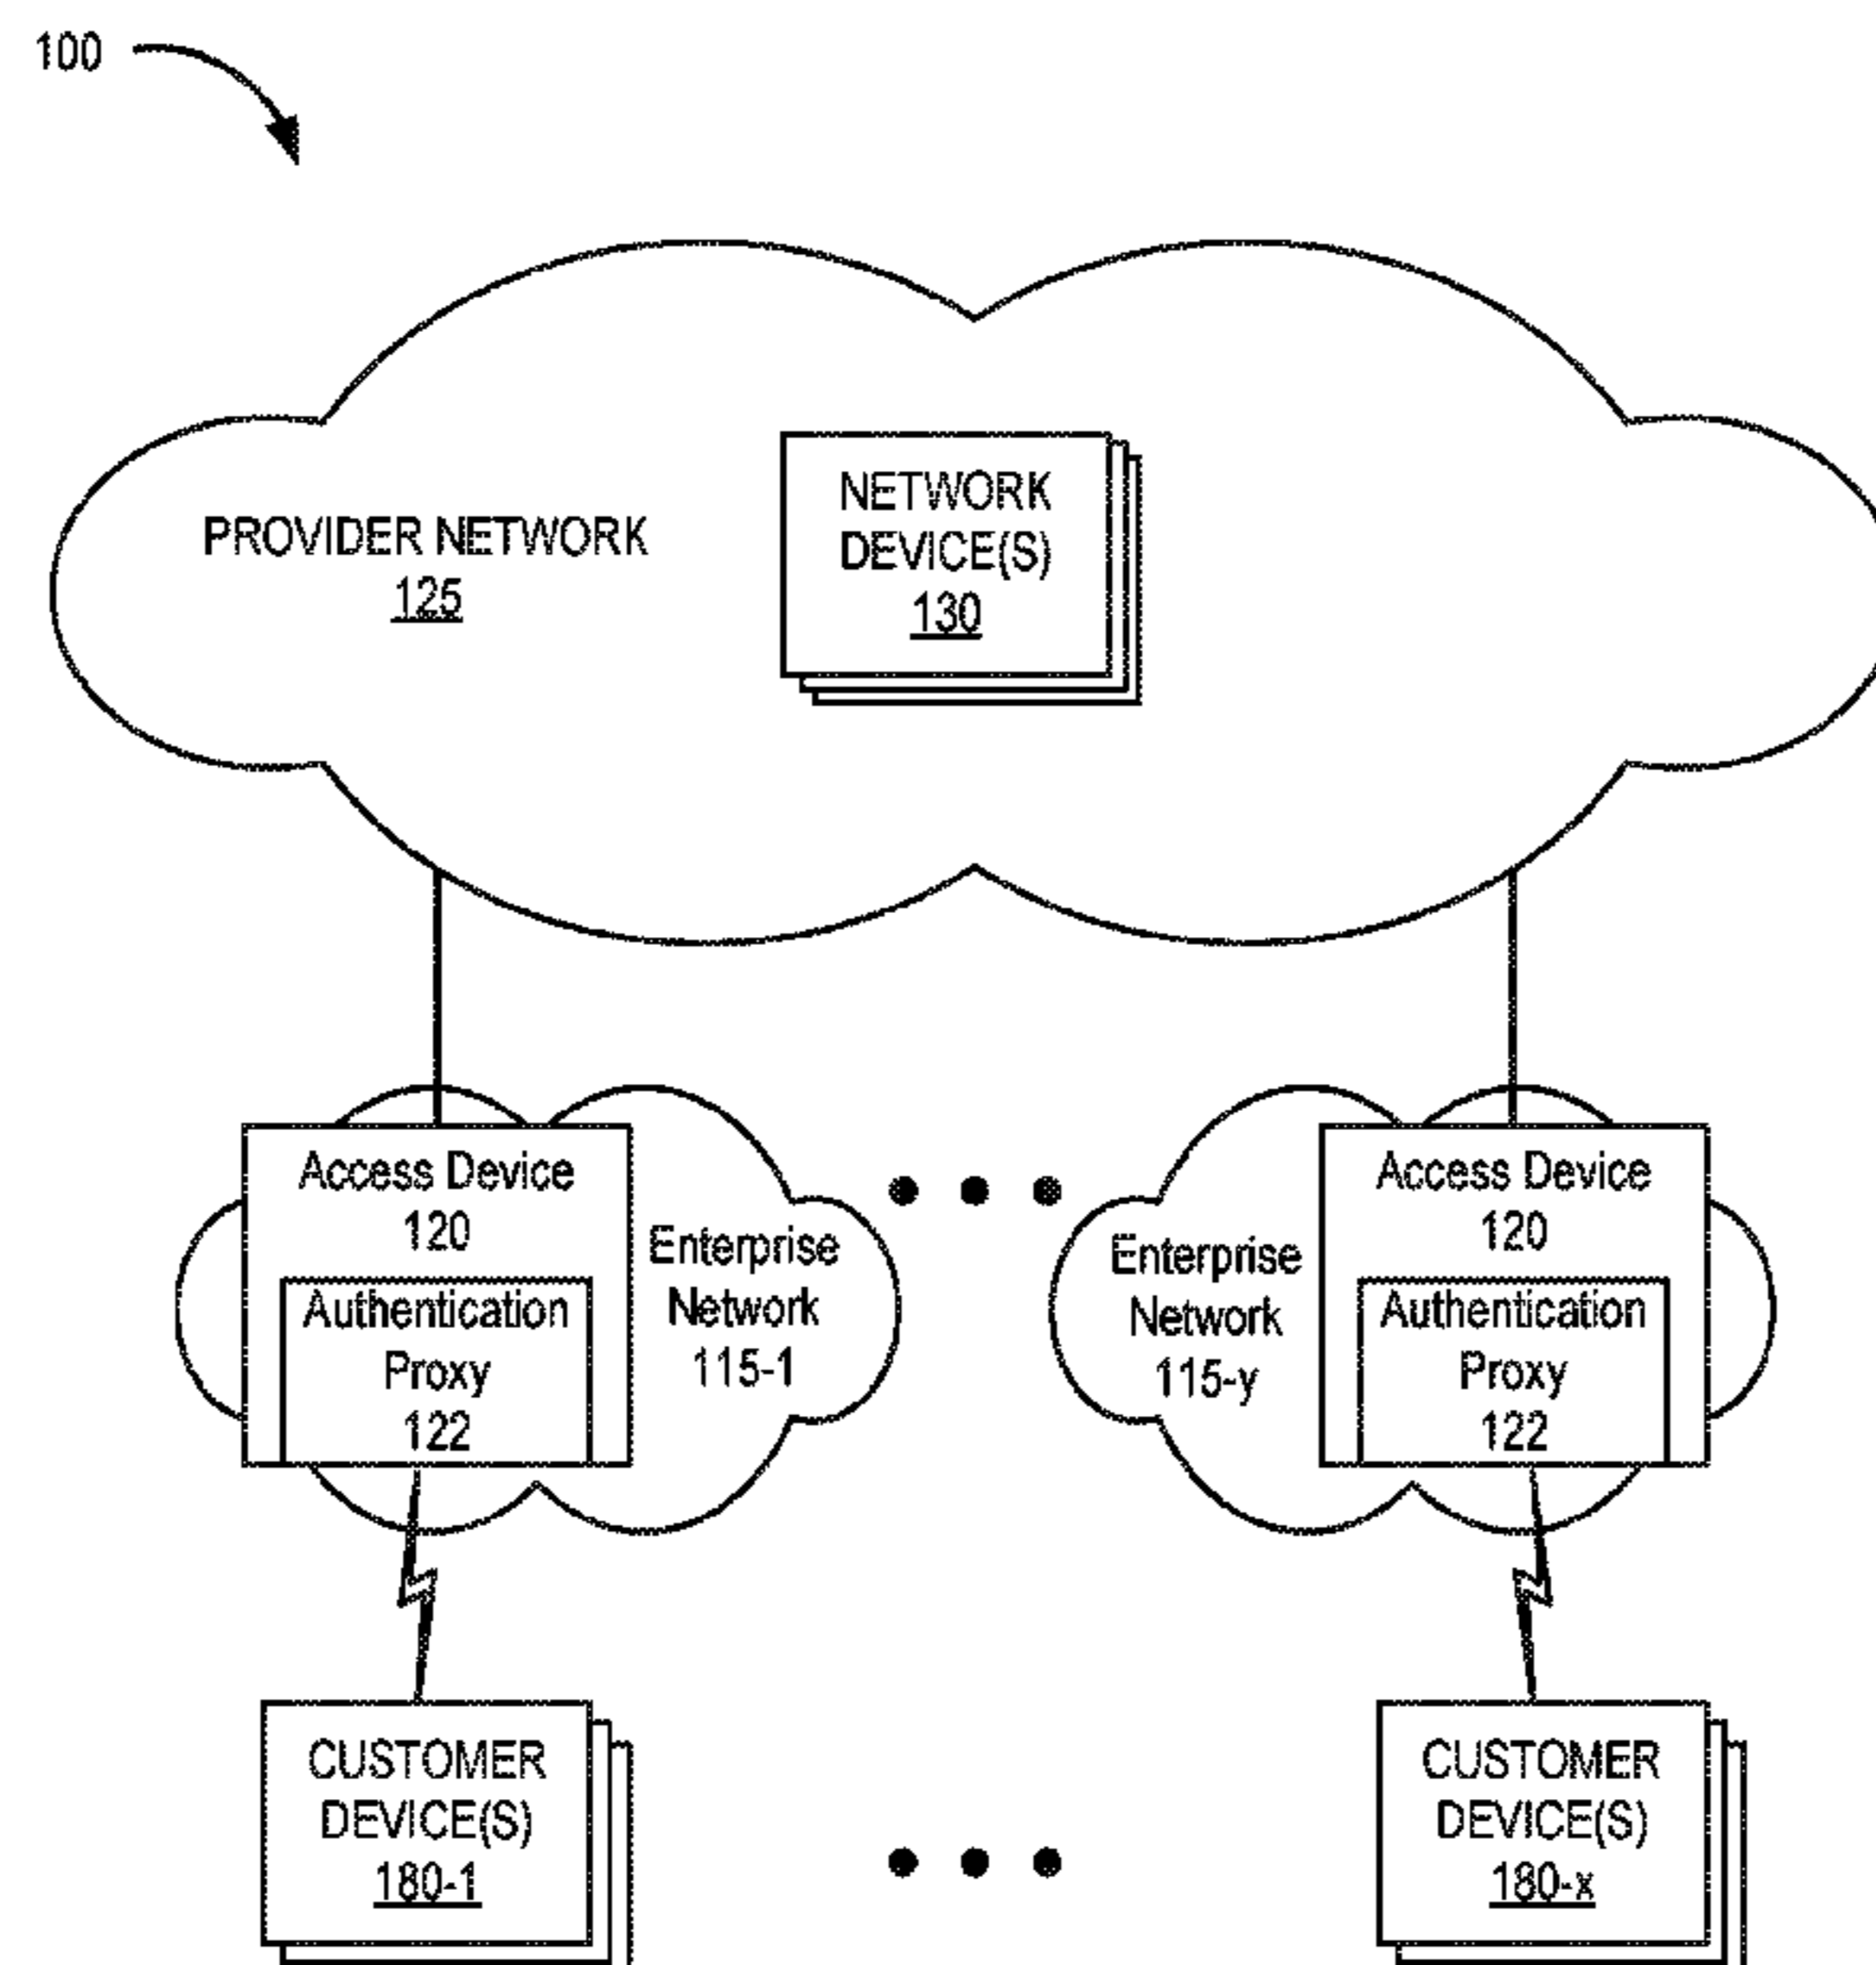 100
PROVIDER NETWORK
125
NETWORK
DEVICE(S)
130
Access Device
120
Authentication
Proxy
122
Enterprise
Network
115-1
Enterprise
Network
115-y
Access Device
120
Authentication
Proxy
122
CUSTOMER
DEVICE(S)
180-1
CUSTOMER
DEVICE(S)
180-x